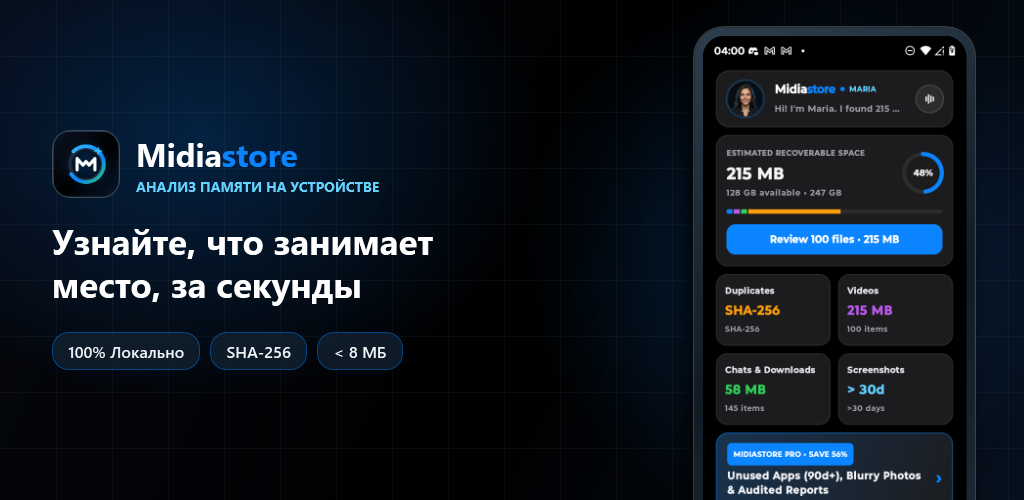 Midiastore
АНАЛИЗ ПАМЯТИ НА УСТРОЙСТВЕ
Узнайте, что занимает
место, за секунды
100% Локально
SHA-256
< 8 МБ
04:00
Midiastore • MARIA
Hi! I'm Maria. I found 215 ...
ESTIMATED RECOVERABLE SPACE
215 MB
128 GB available • 247 GB
48%
Review 100 files · 215 MB
Duplicates
SHA-256
SHA-256
Videos
215 MB
100 items
Chats & Downloads
58 MB
145 items
Screenshots
> 30d
>30 days
MIDIASTORE PRO • SAVE 56%
Unused Apps (90d+), Blurry Photos
& Audited Reports
›